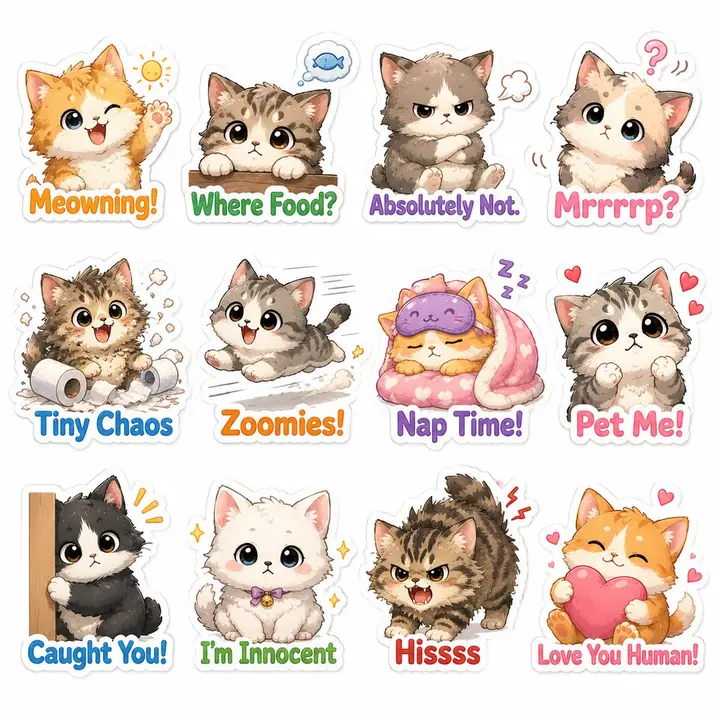 Meowning!
Where Food?
Absolutely Not.
?
Mrrrrp?
Tiny Chaos
Zoomies!
z z z
Nap Time!
Pet Me!
Caught You!
I'm Innocent
Hissss
Love You Human!